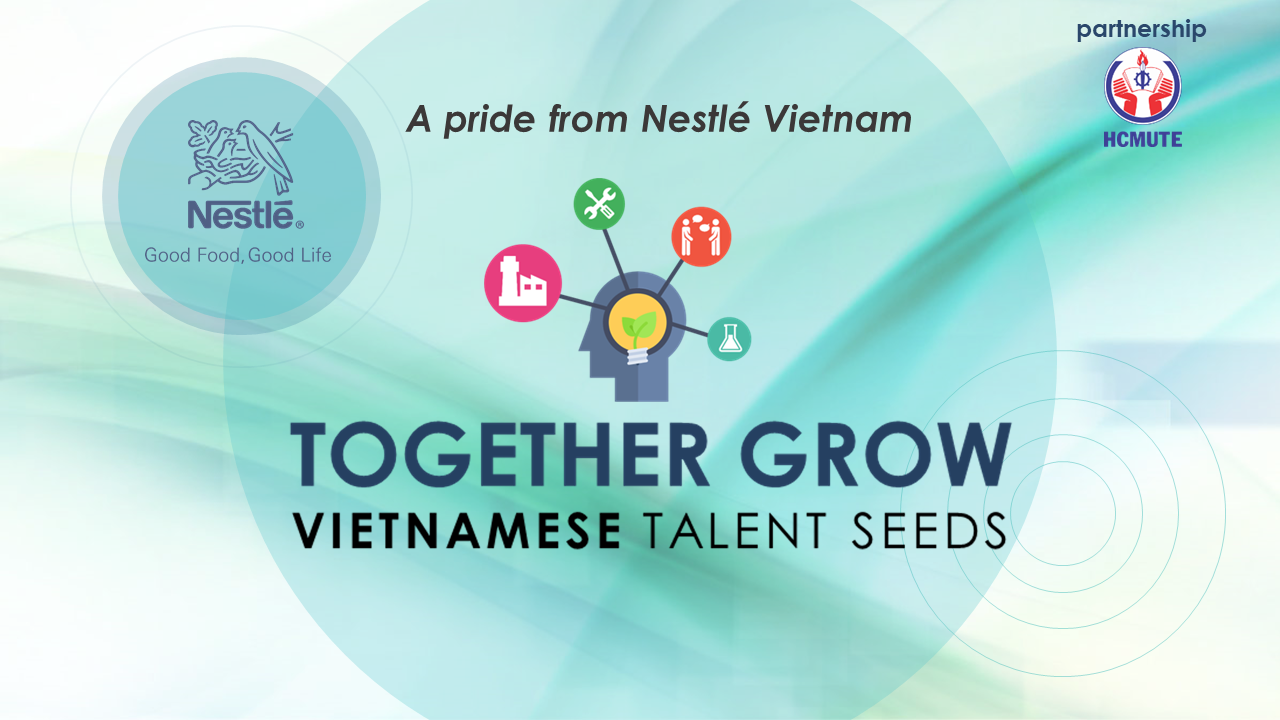 partnership
HCMUTE
A pride from Nestlé Vietnam
Nestlé®
Good Food, Good Life
TOGETHER GROW
VIETNAMESE TALENT SEEDS